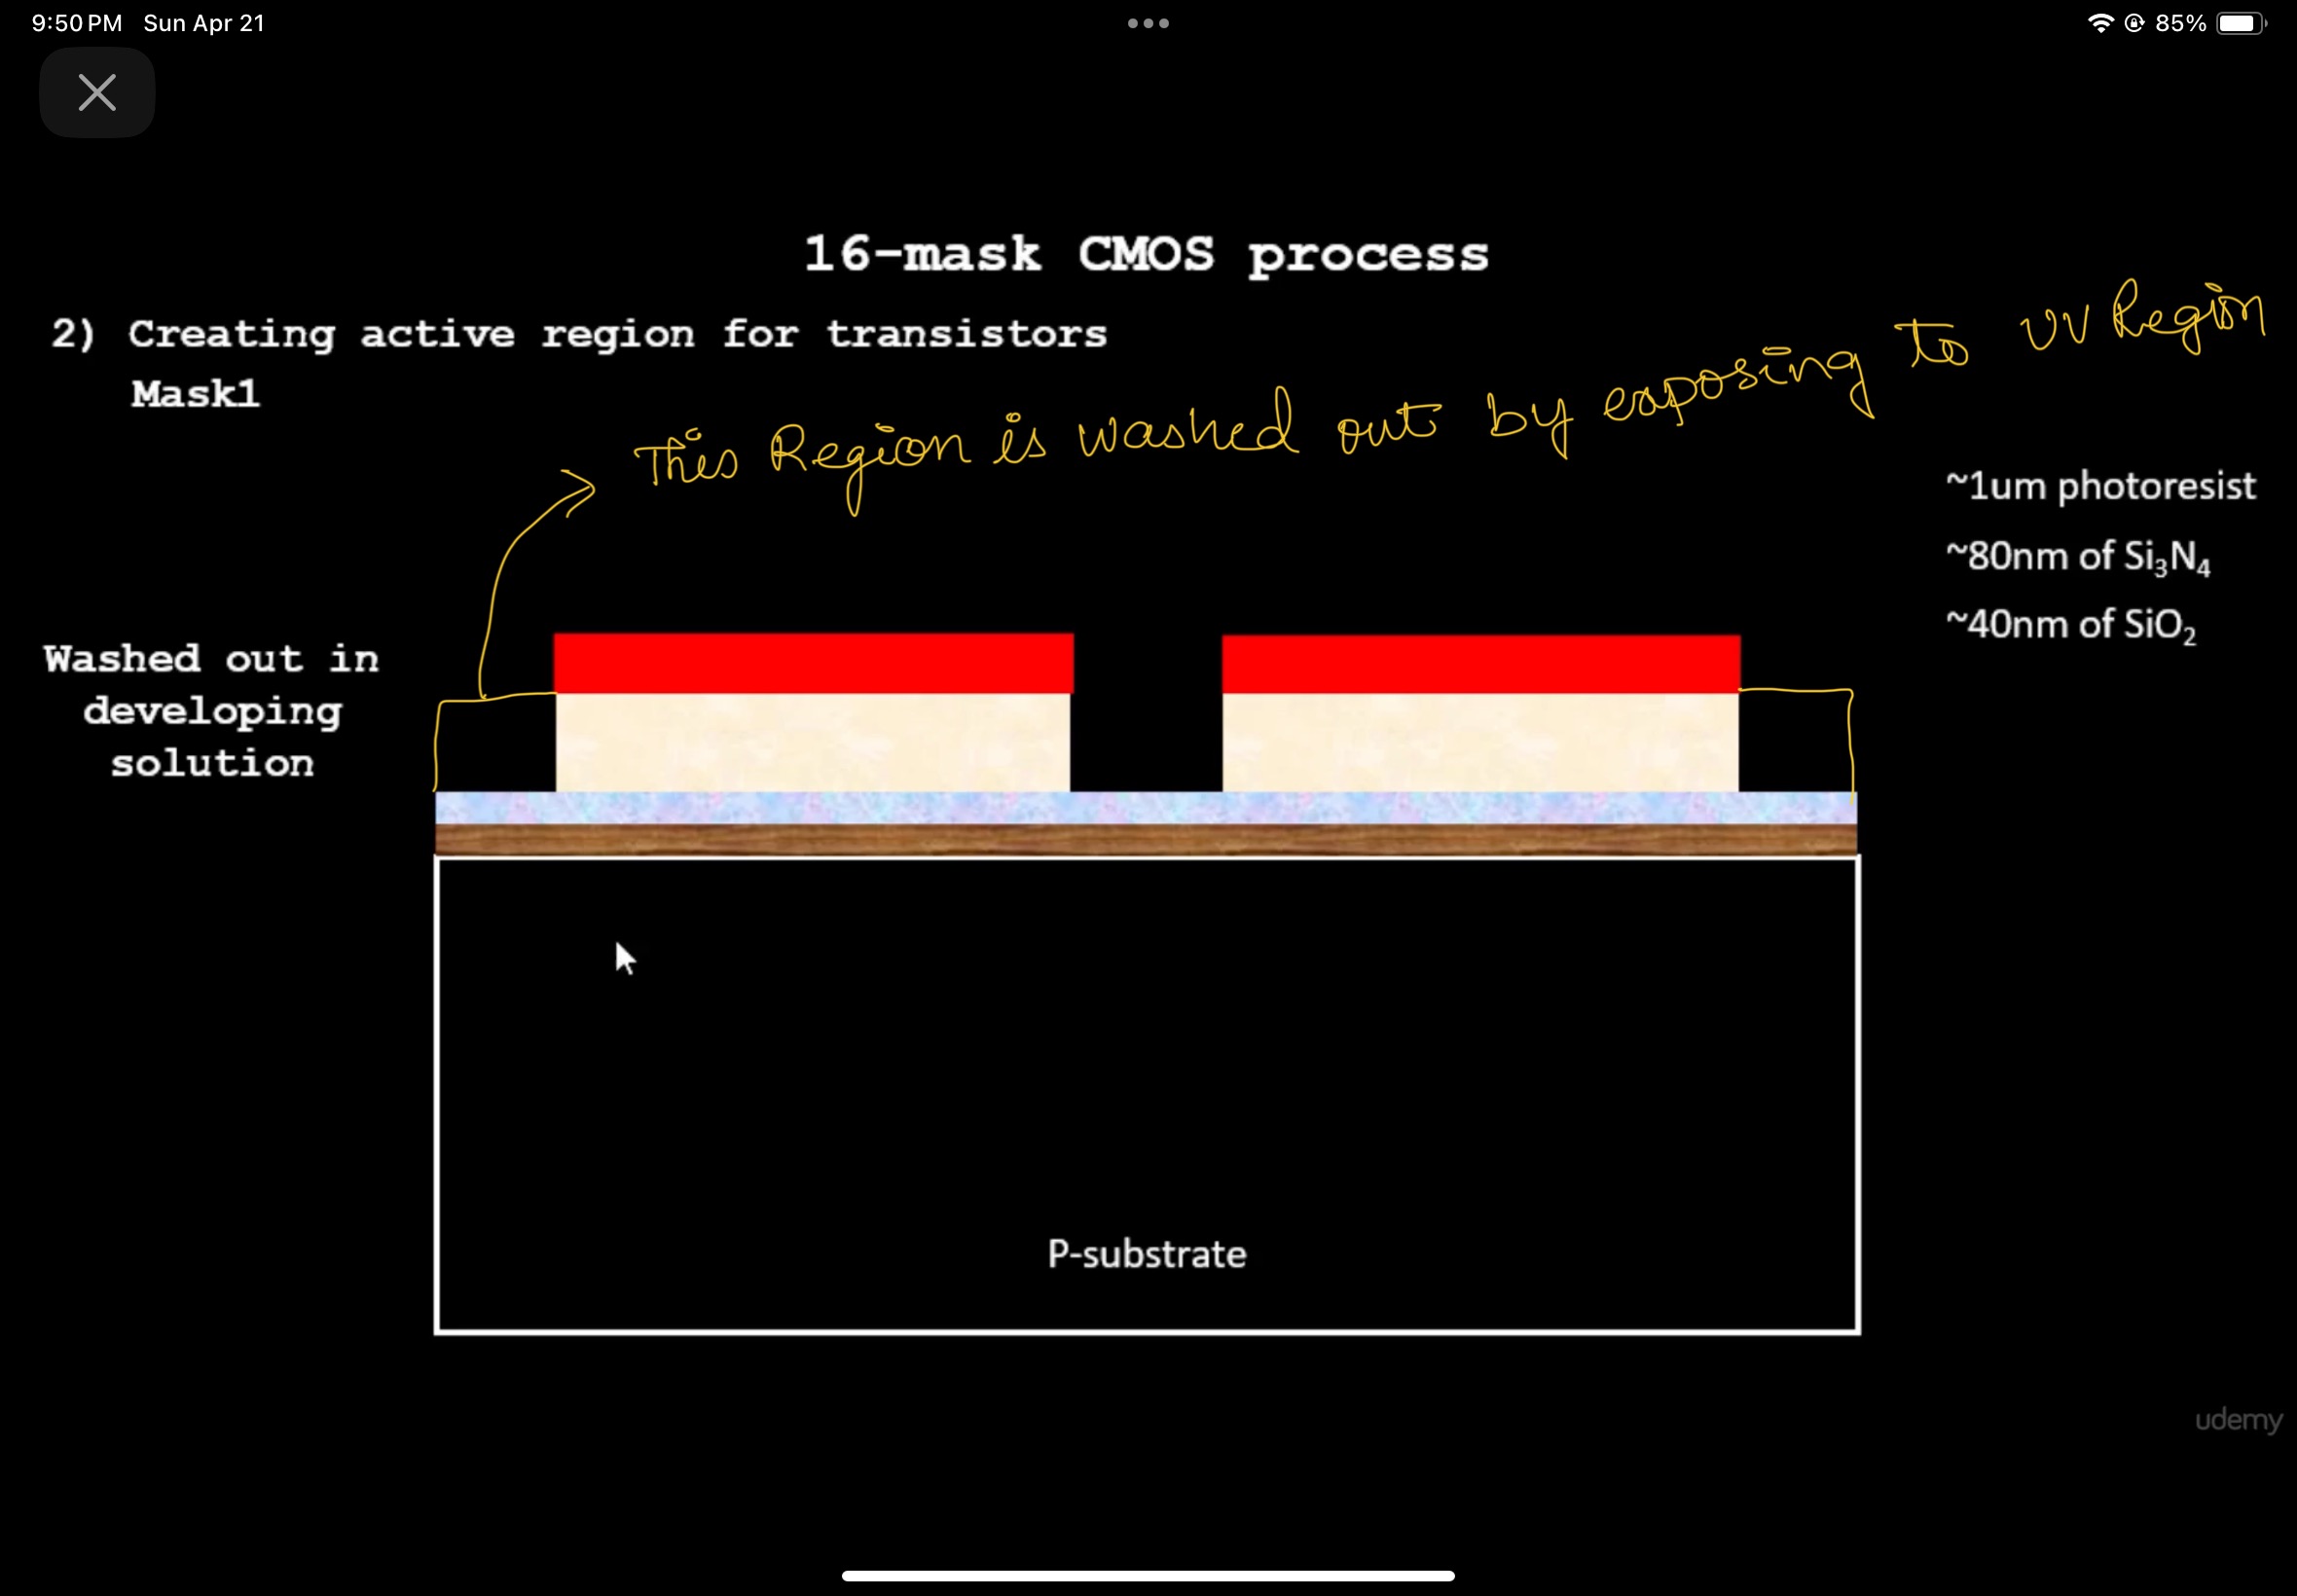 9:50 PM Sun Apr 21
85%
16-mask CMOS process
2) Creating active region for transistors
Mask1
This Region is washed out by exposing to UV Region
~1um photoresist
~80nm of Si₃N₄
~40nm of SiO₂
Washed out in
developing
solution
P-substrate
udemy